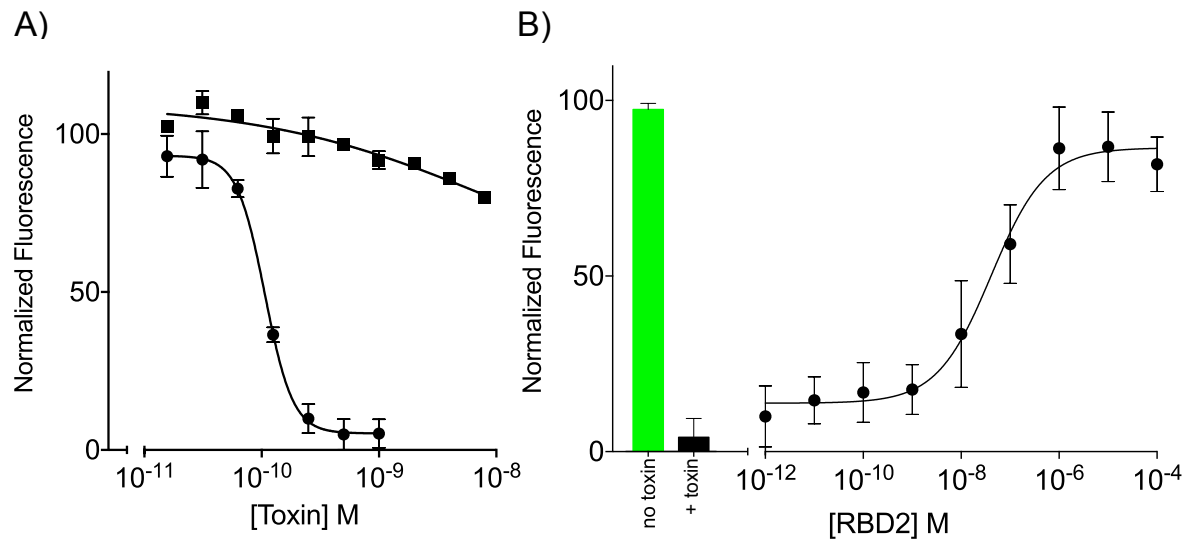 A)
Normalized Fluorescence
100
50
0
10-11
10-10
10-9
10-8
[Toxin] M
B)
Normalized Fluorescence
100
50
0
no toxin
+ toxin
10-12
10-10
10-8
10-6
10-4
[RBD2] M